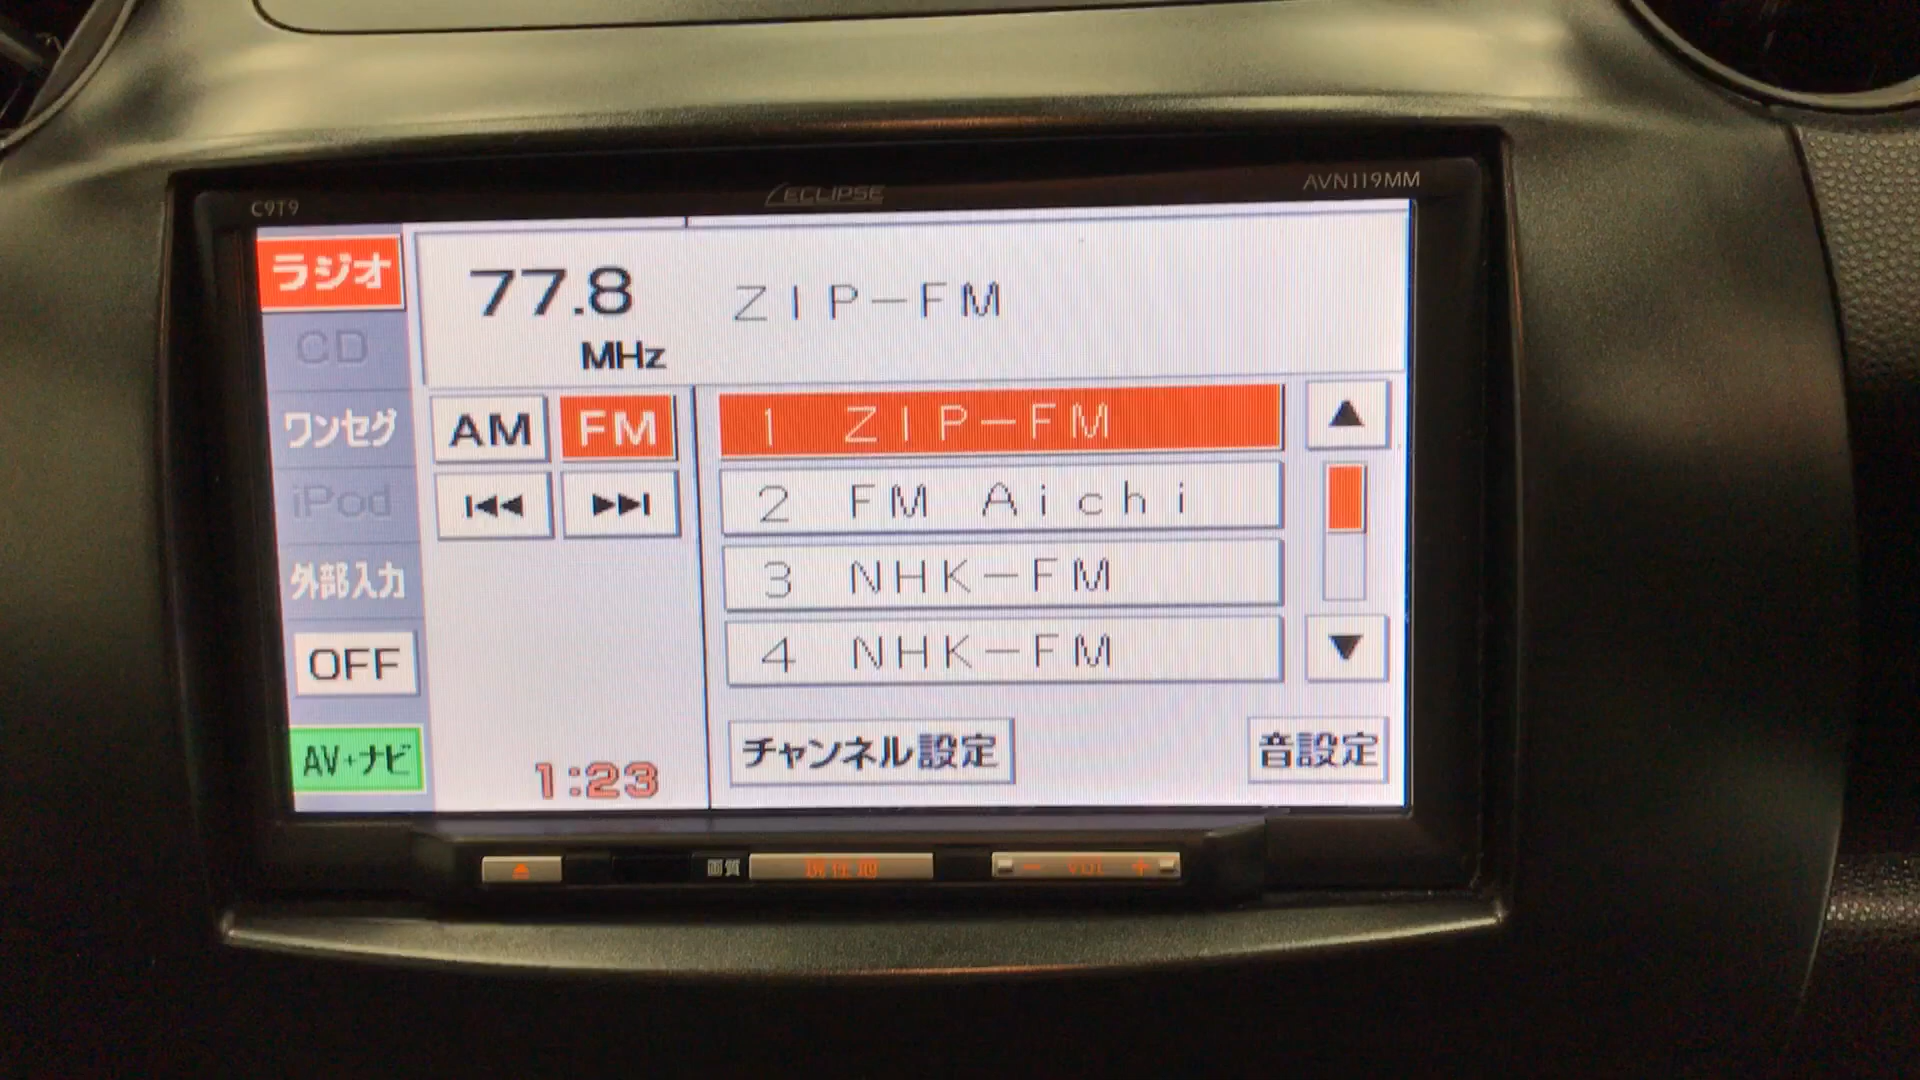 C9T9
ECLIPSE
AVN119MM
ラジオ
77.8
MHz
ZIP-FM
CD
ワンセグ
AM
FM
1 ZIP-FM
iPod
2 FM Aichi
外部入力
3 NHK-FM
OFF
4 NHK-FM
AV+ナビ
1:23
チャンネル設定
音設定
画質
現在地
- VOL +